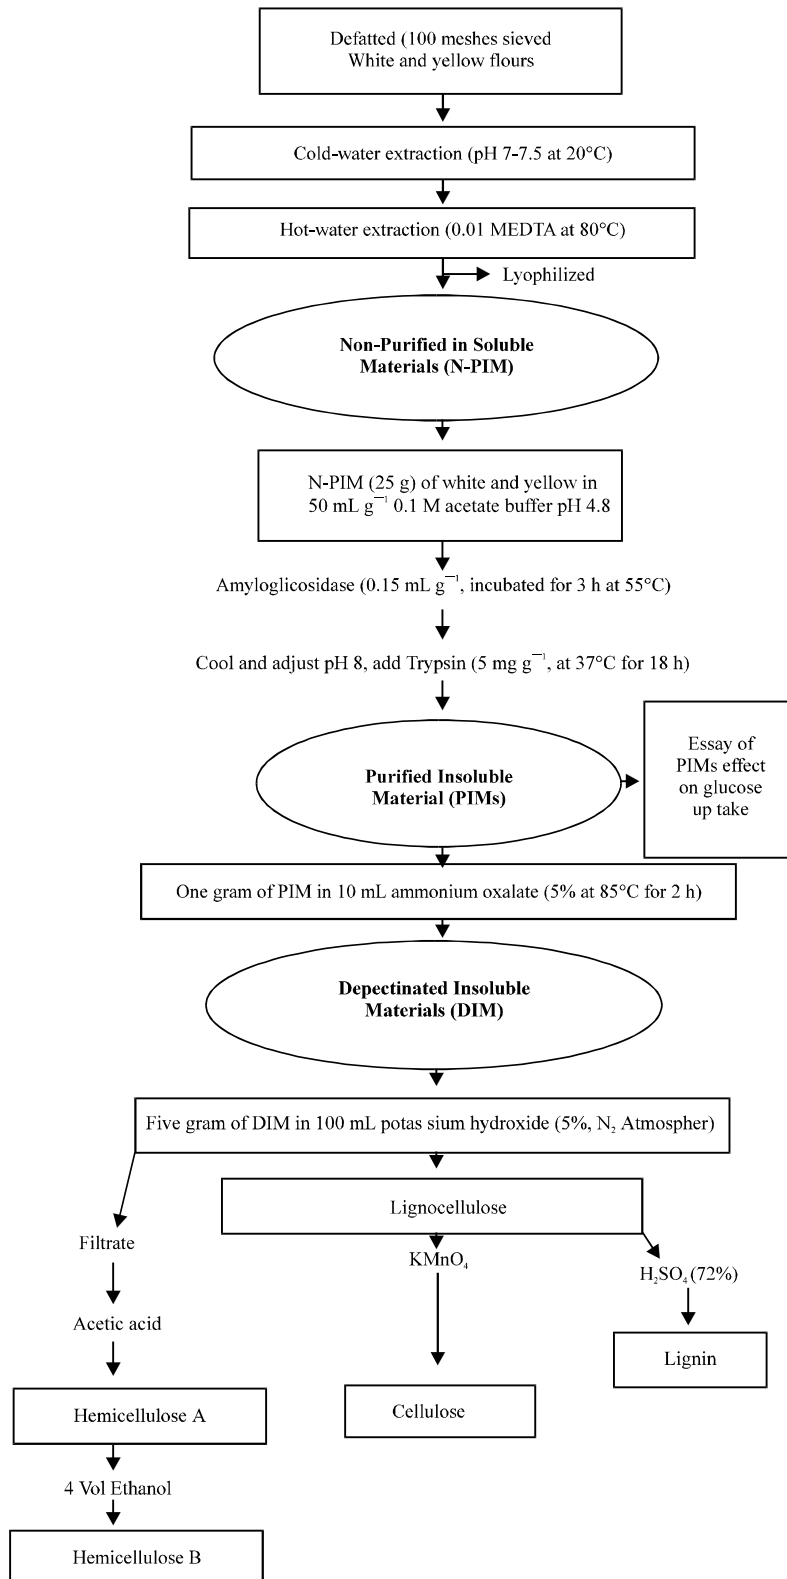 Defatted (100 meshes sieved
White and yellow flours
Cold-water extraction (pH 7-7.5 at 20°C)
Hot-water extraction (0.01 MEDTA at 80°C)
Lyophilized
Non-Purified in Soluble
Materials (N-PIM)
N-PIM (25 g) of white and yellow in
50 mL g⁻¹ 0.1 M acetate buffer pH 4.8
Amyloglicosidase (0.15 mL g⁻¹, incubated for 3 h at 55°C)
Cool and adjust pH 8, add Trypsin (5 mg g⁻¹, at 37°C for 18 h)
Purified Insoluble
Material (PIMs)
Essay of
PIMs effect
on glucose
up take
One gram of PIM in 10 mL ammonium oxalate (5% at 85°C for 2 h)
Depectinated Insoluble
Materials (DIM)
Five gram of DIM in 100 mL potas sium hydroxide (5%, N₂ Atmospher)
Lignocellulose
Filtrate
KMnO₄
H₂SO₄ (72%)
Acetic acid
Lignin
Hemicellulose A
Cellulose
4 Vol Ethanol
Hemicellulose B